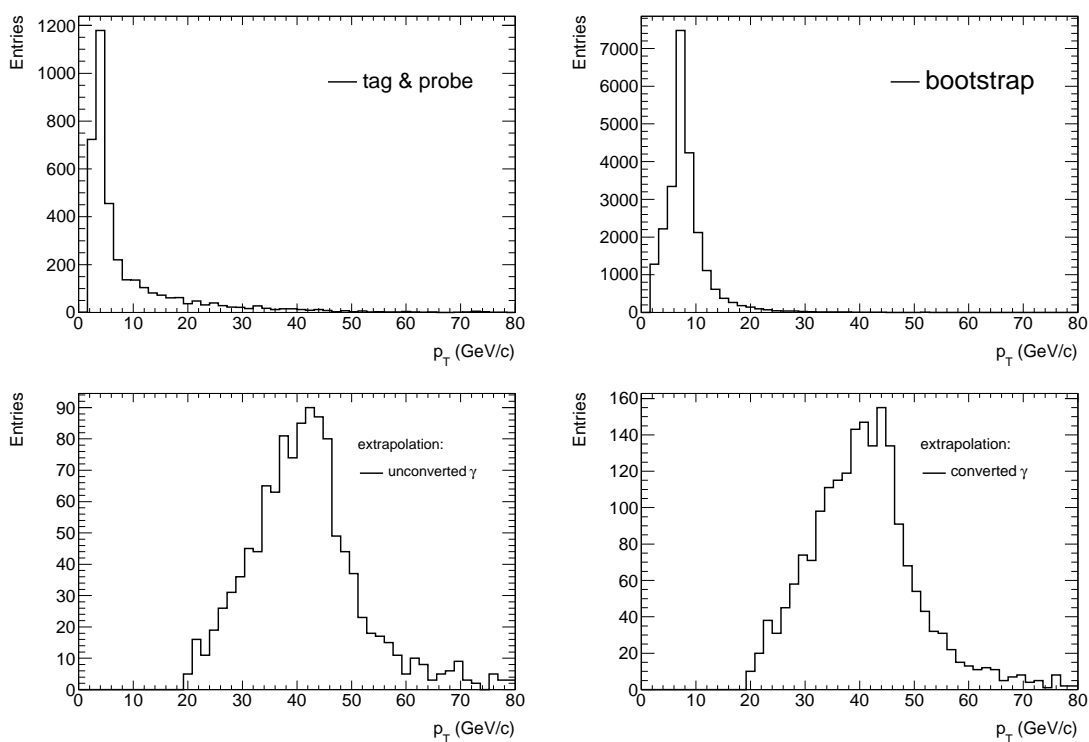 Entries
1200
1000
800
600
400
200
0
tag & probe
0 10 20 30 40 50 60 70 80
p_T (GeV/c)
Entries
7000
6000
5000
4000
3000
2000
1000
0
bootstrap
0 10 20 30 40 50 60 70 80
p_T (GeV/c)
Entries
90
80
70
60
50
40
30
20
10
0
extrapolation:
unconverted γ
0 10 20 30 40 50 60 70 80
p_T (GeV/c)
Entries
160
140
120
100
80
60
40
20
0
extrapolation:
converted γ
0 10 20 30 40 50 60 70 80
p_T (GeV/c)